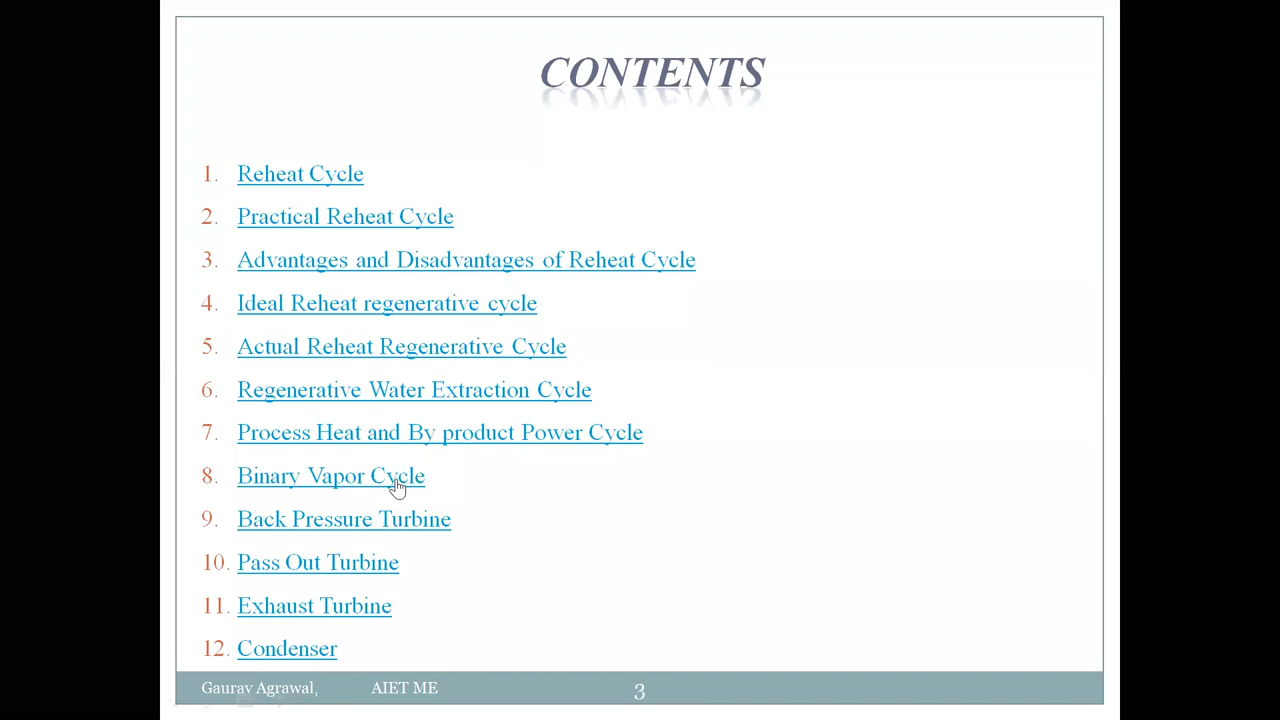 CONTENTS
1. Reheat Cycle
2. Practical Reheat Cycle
3. Advantages and Disadvantages of Reheat Cycle
4. Ideal Reheat regenerative cycle
5. Actual Reheat Regenerative Cycle
6. Regenerative Water Extraction Cycle
7. Process Heat and By product Power Cycle
8. Binary Vapor Cycle
9. Back Pressure Turbine
10. Pass Out Turbine
11. Exhaust Turbine
12. Condenser
Gaurav Agrawal, AIET ME 3